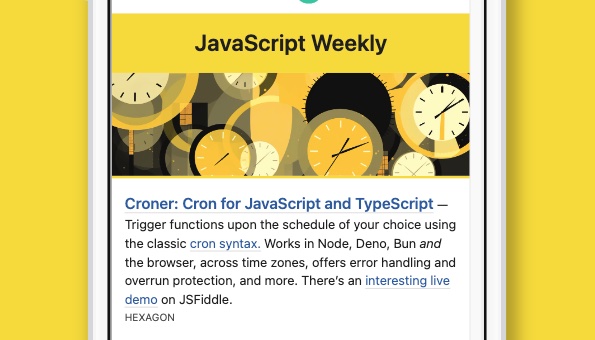 JavaScript Weekly
Croner: Cron for JavaScript and TypeScript —
Trigger functions upon the schedule of your choice using
the classic cron syntax. Works in Node, Deno, Bun and
the browser, across time zones, offers error handling and
overrun protection, and more. There's an interesting live
demo on JSFiddle.
HEXAGON